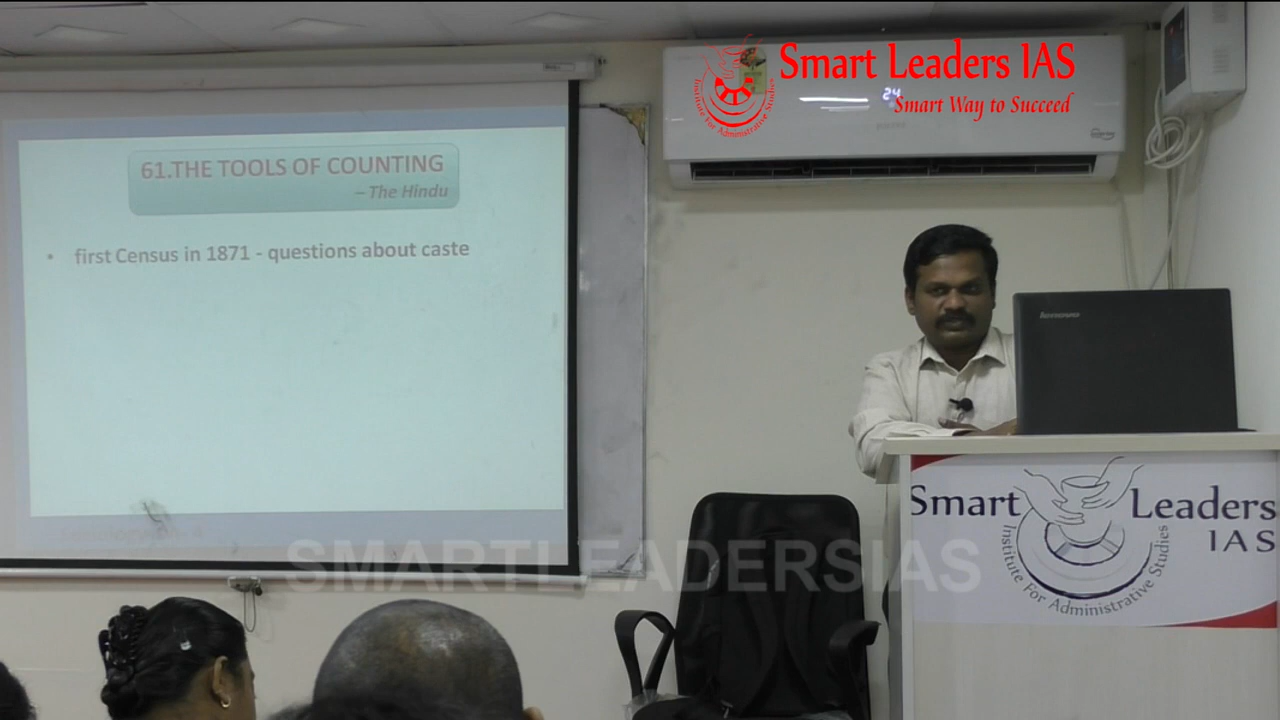 61.THE TOOLS OF COUNTING
– The Hindu
• first Census in 1871 - questions about caste
Smart Leaders IAS
Smart Way to Succeed
Institute For Administrative Studies
24
lenovo
Smart Leaders
IAS
Institute For Administrative Studies
SMARTLEADERSIAS